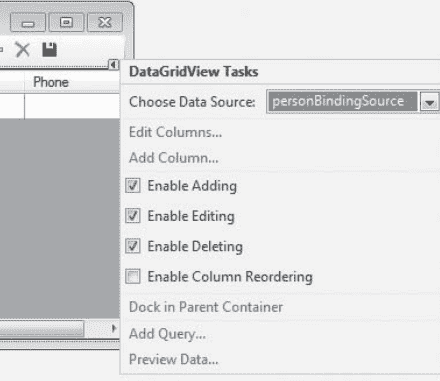 Phone
DataGridView Tasks
Choose Data Source: personBindingSource
Edit Columns...
Add Column...
Enable Adding
Enable Editing
Enable Deleting
Enable Column Reordering
Dock in Parent Container
Add Query...
Preview Data...